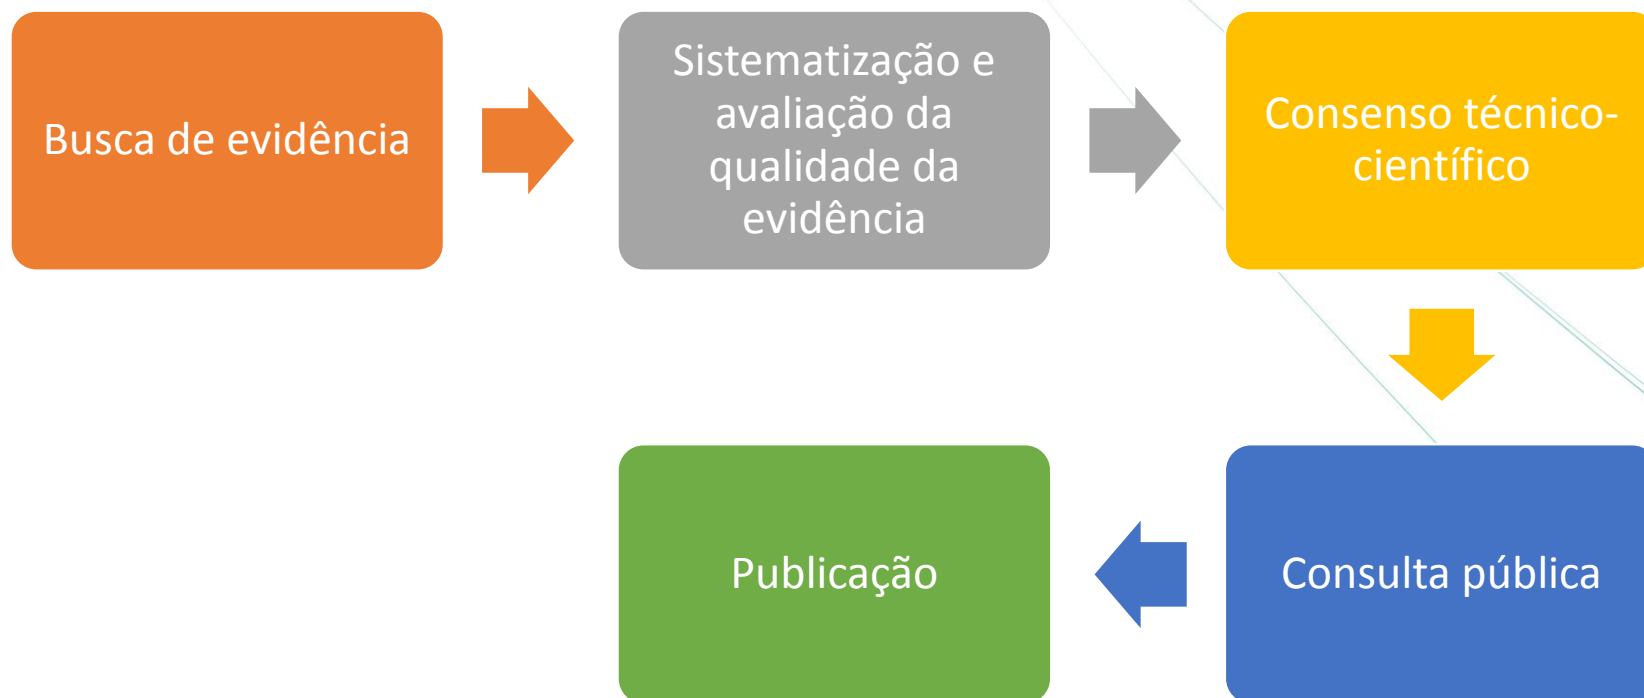 Busca de evidência
Sistematização e
avaliação da
qualidade da
evidência
Consenso técnico-
científico
Consulta pública
Publicação